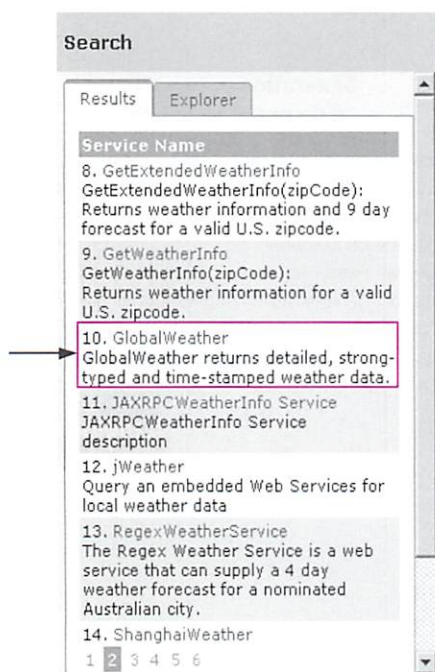 Search
Results Explorer
Service Name
8. GetExtendedWeatherInfo
GetExtendedWeatherInfo(zipCode):
Returns weather information and 9 day
forecast for a valid U.S. zipcode.
9. GetWeatherInfo
GetWeatherInfo(zipCode):
Returns weather information for a valid
U.S. zipcode.
10. GlobalWeather
GlobalWeather returns detailed, strong-
typed and time-stamped weather data.
11. JAXRPCWeatherInfo Service
JAXRPCWeatherInfo Service
description
12. jWeather
Query an embedded Web Services for
local weather data
13. RegexWeatherService
The Regex Weather Service is a web
service that can supply a 4 day
weather forecast for a nominated
Australian city.
14. ShanghaiWeather
1 2 3 4 5 6